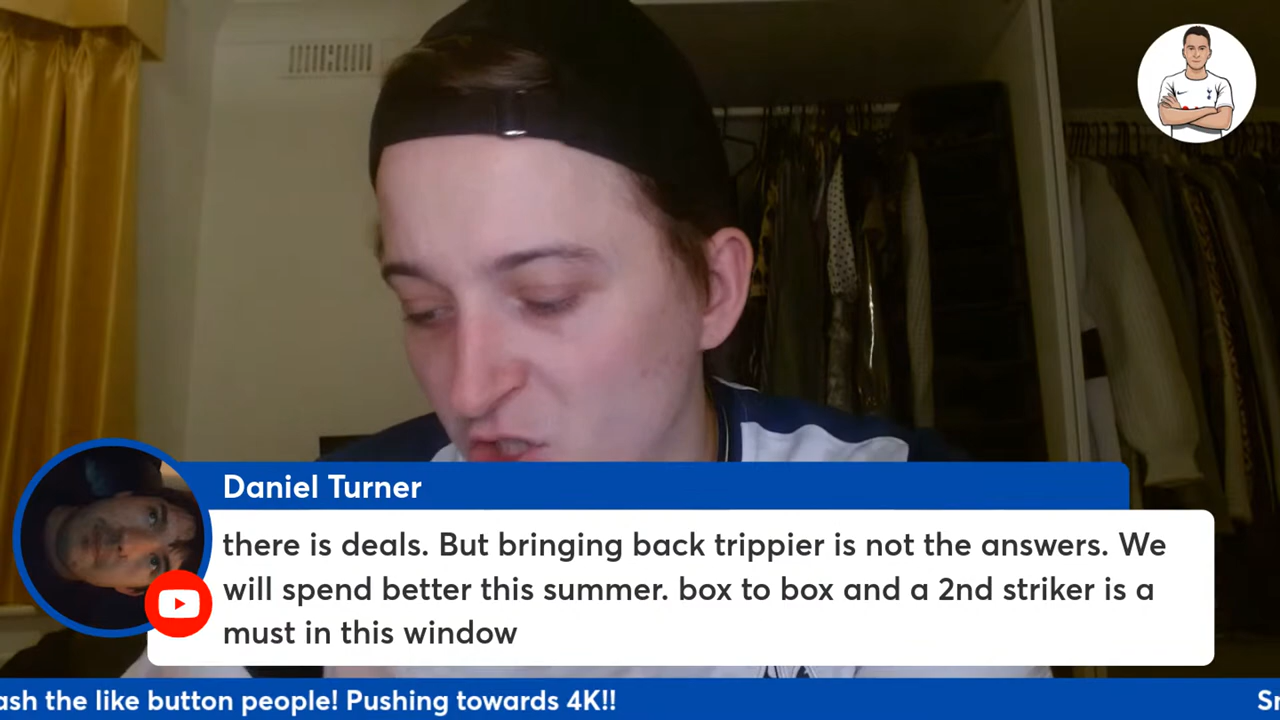 Daniel Turner
there is deals. But bringing back trippier is not the answers. We
will spend better this summer. box to box and a 2nd striker is a
must in this window
ash the like button people! Pushing towards 4K!!
Sr